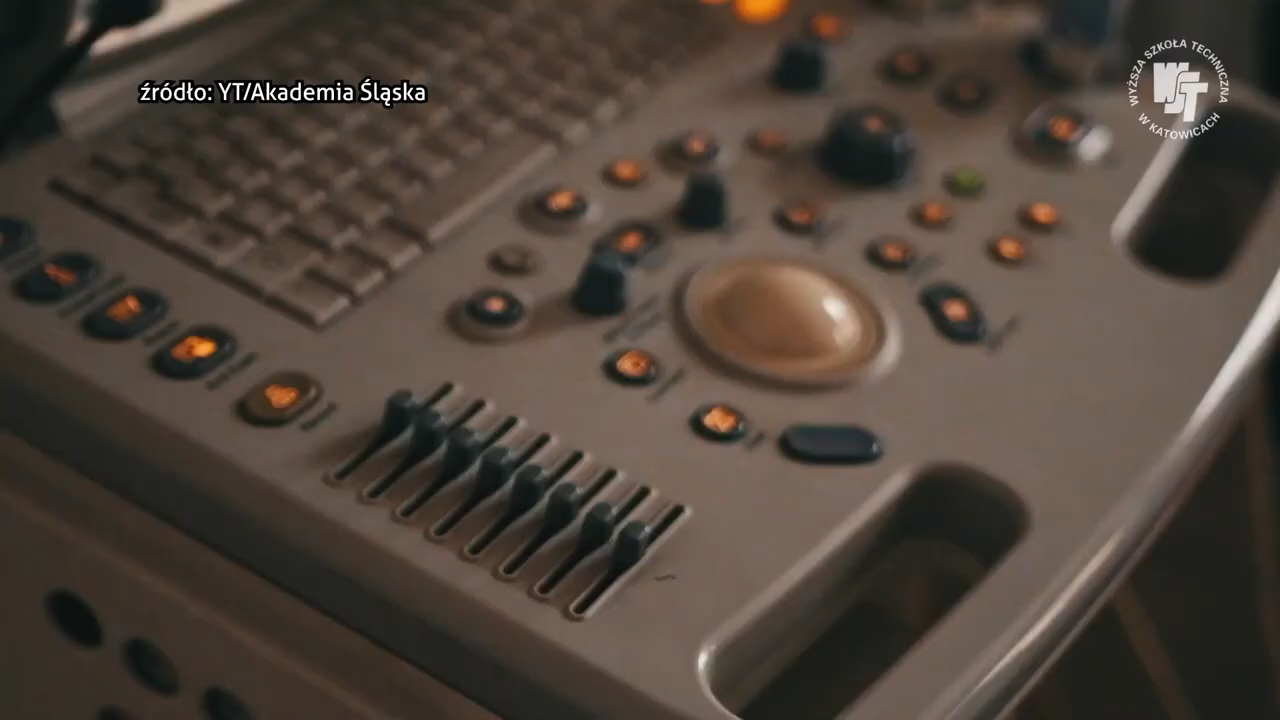 źródło: YT/Akademia Śląska
WYŻSZA SZKOŁA TECHNICZNA
WST
W KATOWICACH